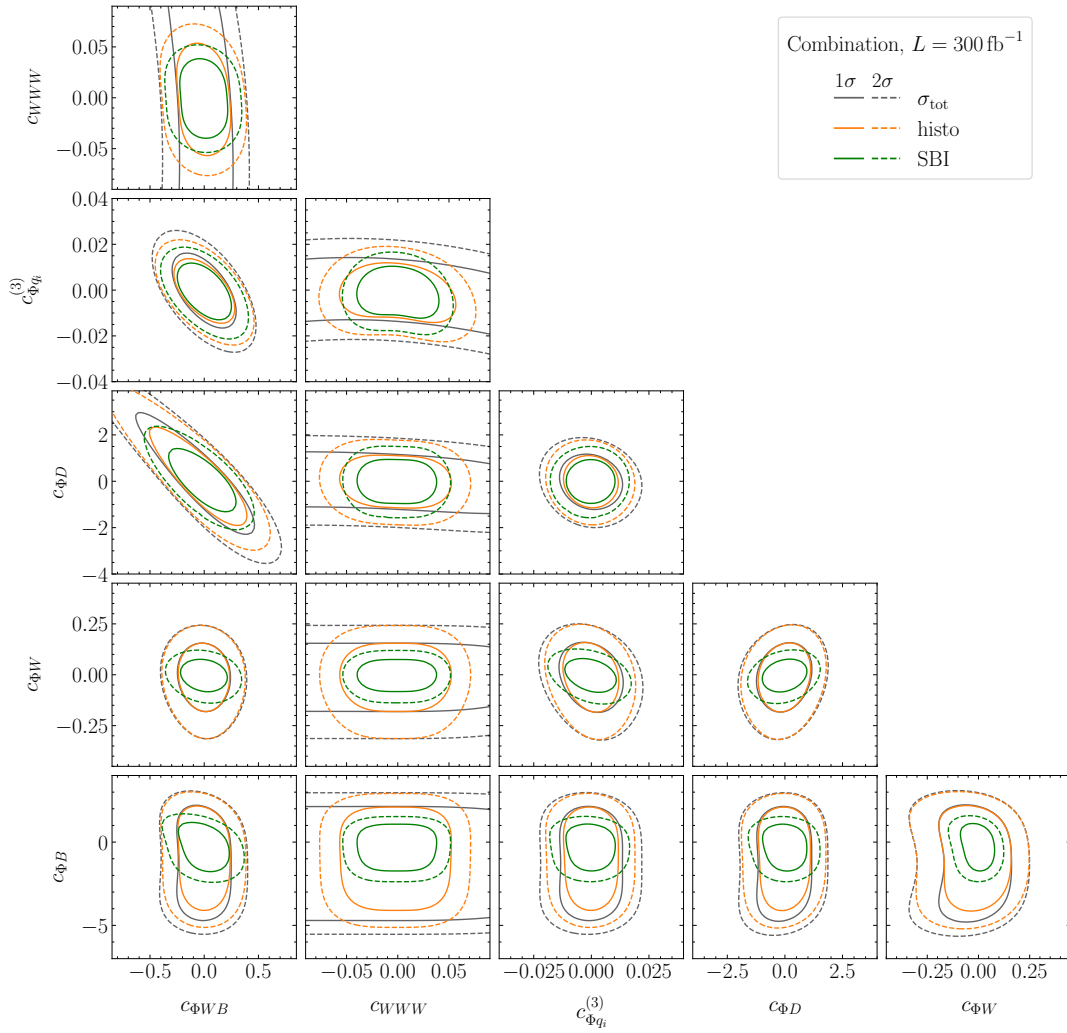 Combination, L = 300 fb⁻¹
1σ 2σ
σ_tot
histo
SBI
c_WWW
0.05
0.00
−0.05
c^(3)_Φq_i
0.04
0.02
0.00
−0.02
−0.04
c_ΦD
2
0
−2
−4
c_ΦW
0.25
0.00
−0.25
c_ΦB
0
−5
−0.5 0.0 0.5 −0.05 0.00 0.05 −0.025 0.000 0.025 −2.5 0.0 2.5 −0.25 0.00 0.25
c_ΦWB c_WWW c^(3)_Φq_i c_ΦD c_ΦW